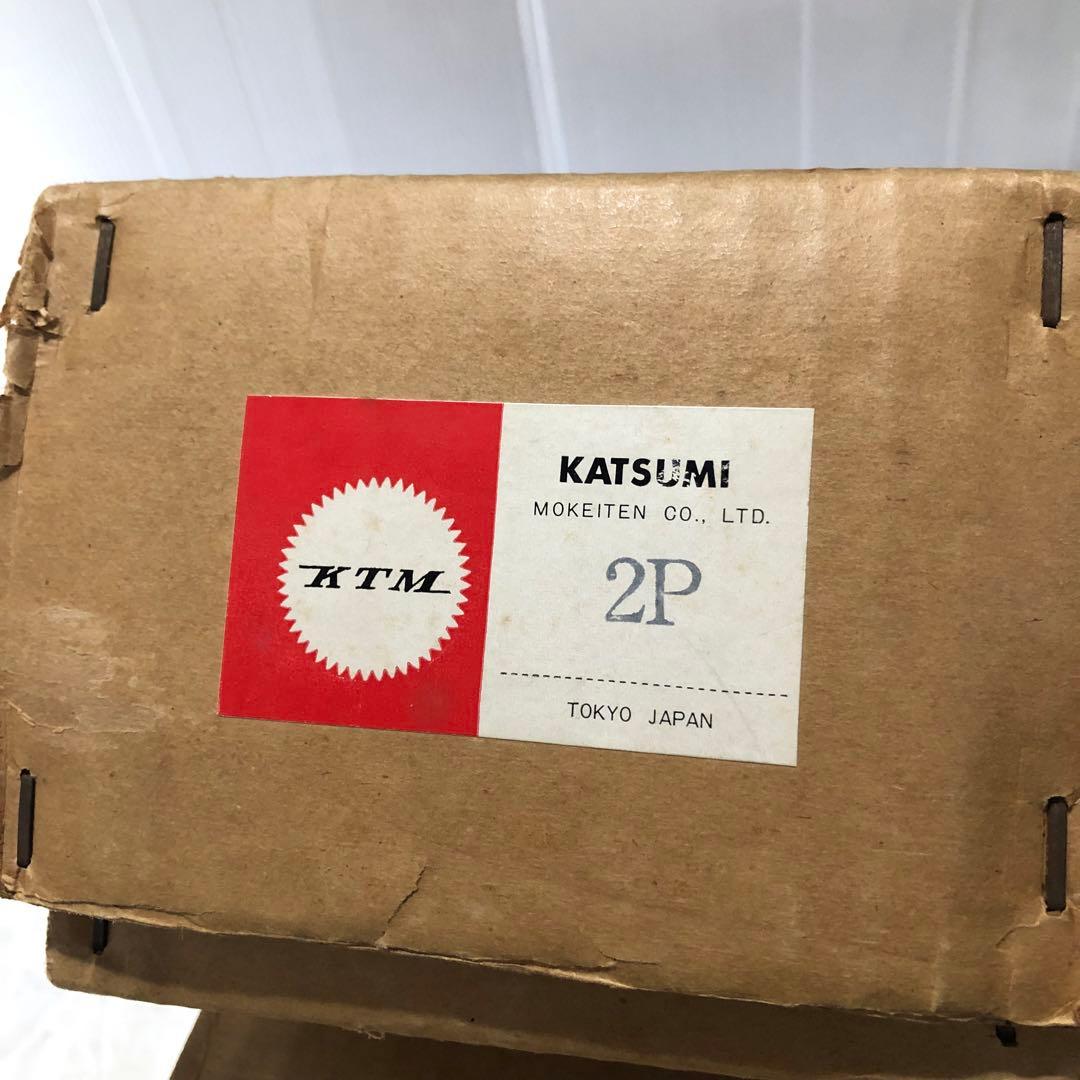 KTM
KATSUMI
MOKEITEN CO., LTD.
2P
TOKYO JAPAN